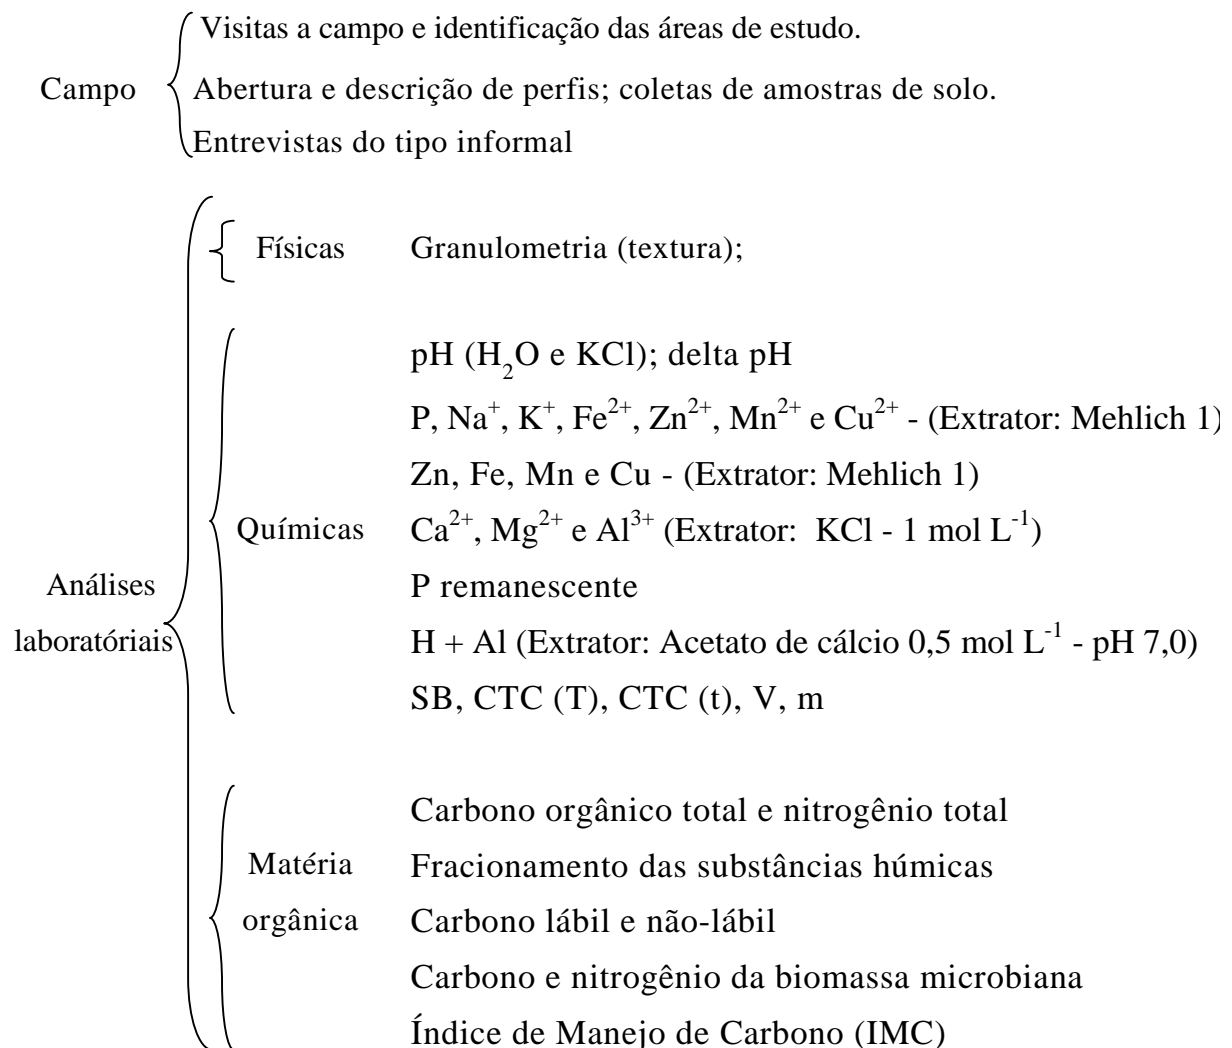 Visitas a campo e identificação das áreas de estudo.
Campo
Abertura e descrição de perfis; coletas de amostras de solo.
Entrevistas do tipo informal
Físicas Granulometria (textura);
pH (H₂O e KCl); delta pH
P, Na⁺, K⁺, Fe²⁺, Zn²⁺, Mn²⁺ e Cu²⁺ - (Extrator: Mehlich 1)
Zn, Fe, Mn e Cu - (Extrator: Mehlich 1)
Químicas Ca²⁺, Mg²⁺ e Al³⁺ (Extrator: KCl - 1 mol L⁻¹)
Análises
laboratóriais
P remanescente
H + Al (Extrator: Acetato de cálcio 0,5 mol L⁻¹ - pH 7,0)
SB, CTC (T), CTC (t), V, m
Matéria
orgânica
Carbono orgânico total e nitrogênio total
Fracionamento das substâncias húmicas
Carbono lábil e não-lábil
Carbono e nitrogênio da biomassa microbiana
Índice de Manejo de Carbono (IMC)